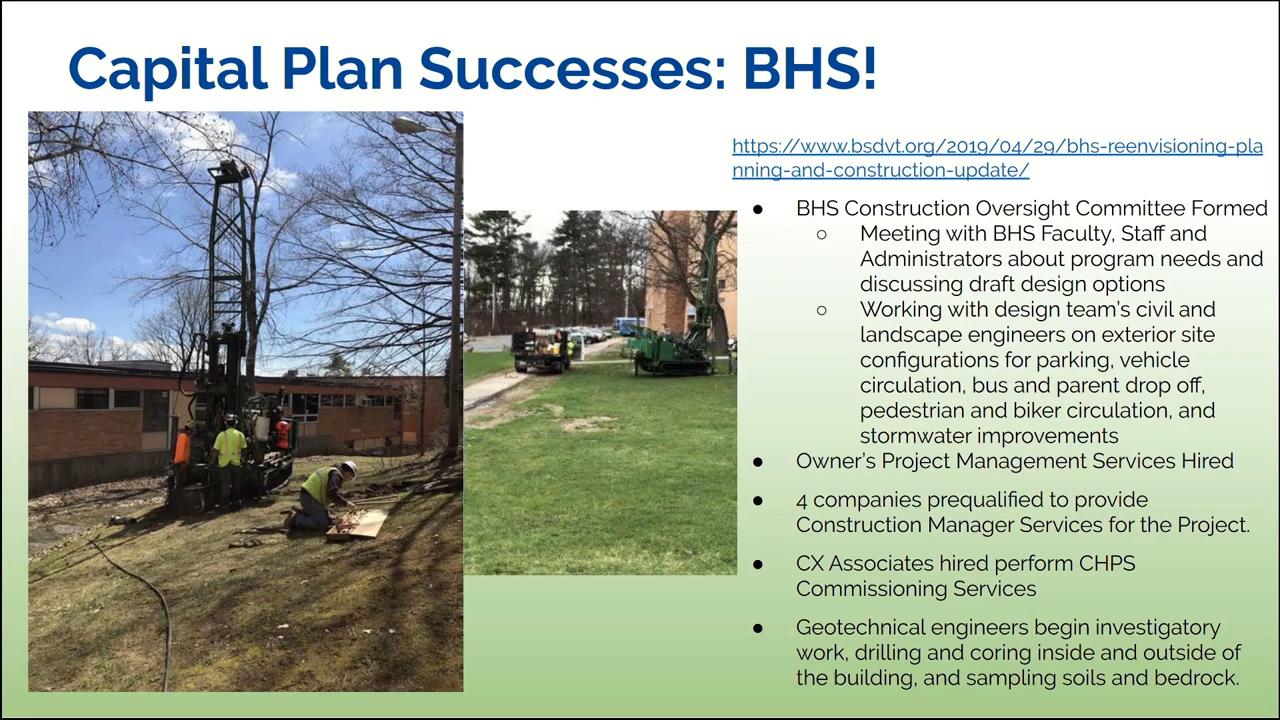 Capital Plan Successes: BHS!
https://www.bsdvt.org/2019/04/29/bhs-reenvisioning-pla
nning-and-construction-update/
● BHS Construction Oversight Committee Formed
○ Meeting with BHS Faculty, Staff and
Administrators about program needs and
discussing draft design options
○ Working with design team's civil and
landscape engineers on exterior site
configurations for parking, vehicle
circulation, bus and parent drop off,
pedestrian and biker circulation, and
stormwater improvements
● Owner's Project Management Services Hired
● 4 companies prequalified to provide
Construction Manager Services for the Project.
● CX Associates hired perform CHPS
Commissioning Services
● Geotechnical engineers begin investigatory
work, drilling and coring inside and outside of
the building, and sampling soils and bedrock.